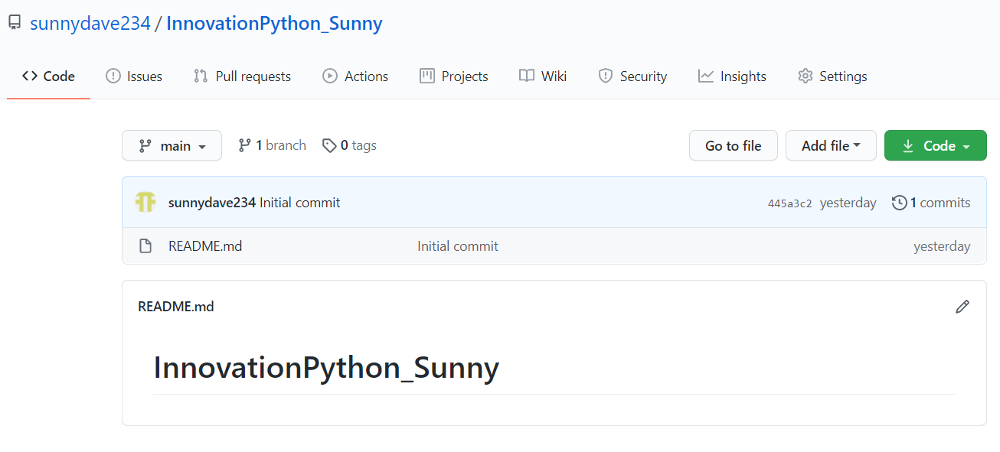 sunnydave234 / InnovationPython_Sunny
Code Issues Pull requests Actions Projects Wiki Security Insights Settings
main 1 branch 0 tags Go to file Add file Code
sunnydave234 Initial commit 445a3c2 yesterday 1 commits
README.md Initial commit yesterday
README.md
InnovationPython_Sunny